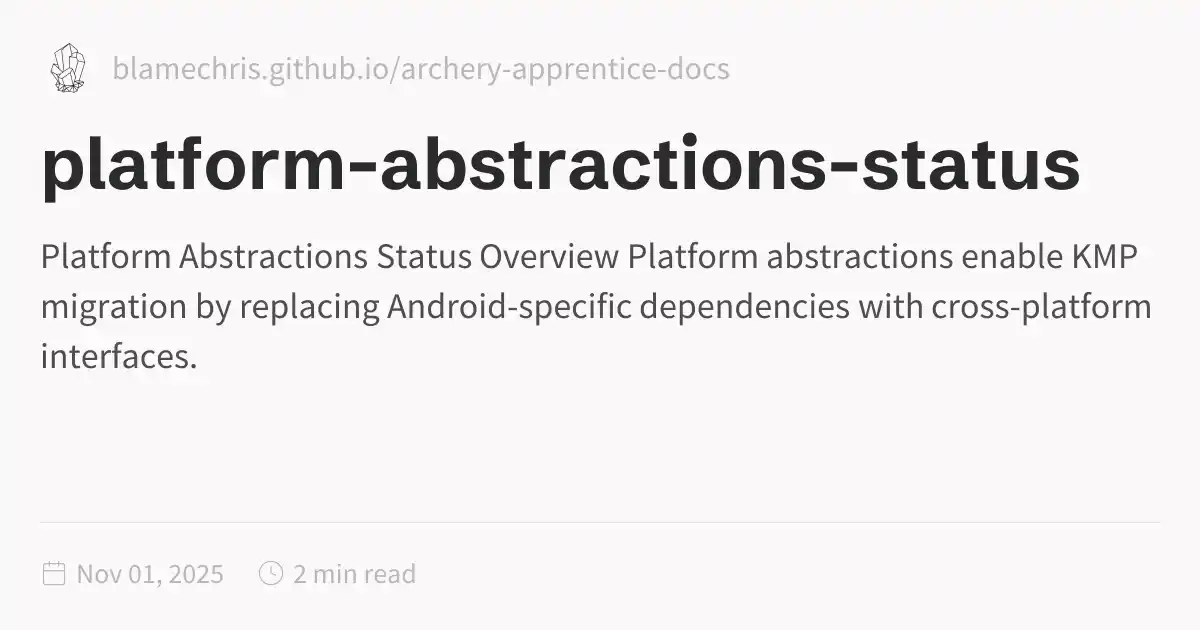 blamechris.github.io/archery-apprentice-docs
platform-abstractions-status
Platform Abstractions Status Overview Platform abstractions enable KMP
migration by replacing Android-specific dependencies with cross-platform
interfaces.
Nov 01, 2025 2 min read